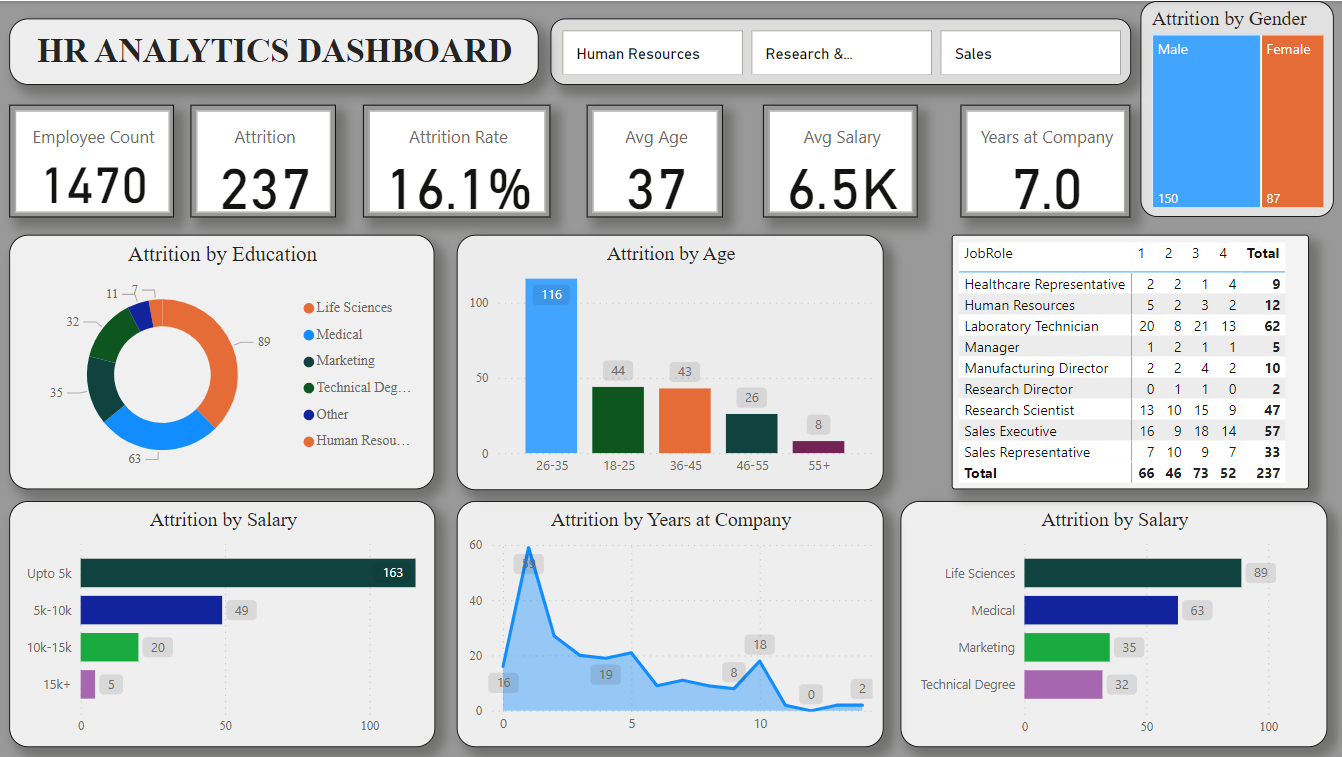 HR ANALYTICS DASHBOARD
Human Resources
Research &...
Sales
Attrition by Gender
Male
Female
150
87
Employee Count
1470
Attrition
237
Attrition Rate
16.1%
Avg Age
37
Avg Salary
6.5K
Years at Company
7.0
Attrition by Education
7
11
32
89
35
63
Life Sciences
Medical
Marketing
Technical Deg...
Other
Human Resou...
Attrition by Age
100
50
0
116
44
43
26
8
26-35
18-25
36-45
46-55
55+
JobRole 1 2 3 4 Total
Healthcare Representative 2 2 1 4 9
Human Resources 5 2 3 2 12
Laboratory Technician 20 8 21 13 62
Manager 1 2 1 1 5
Manufacturing Director 2 2 4 2 10
Research Director 0 1 1 0 2
Research Scientist 13 10 15 9 47
Sales Executive 16 9 18 14 57
Sales Representative 7 10 9 7 33
Total 66 46 73 52 237
Attrition by Salary
Upto 5k 163
5k-10k 49
10k-15k 20
15k+ 5
0 50 100
Attrition by Years at Company
60
40
20
0
59
16
19
8
18
0
2
0 5 10
Attrition by Salary
Life Sciences 89
Medical 63
Marketing 35
Technical Degree 32
0 50 100